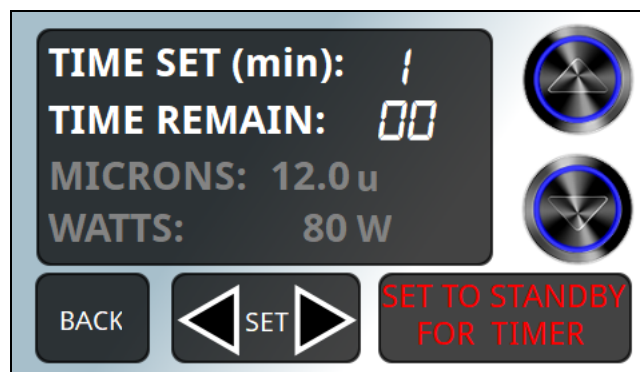 TIME SET (min): 1
TIME REMAIN: 00
MICRONS: 12.0 u
WATTS: 80 W
BACK
SET
SET TO STANDBY
FOR TIMER